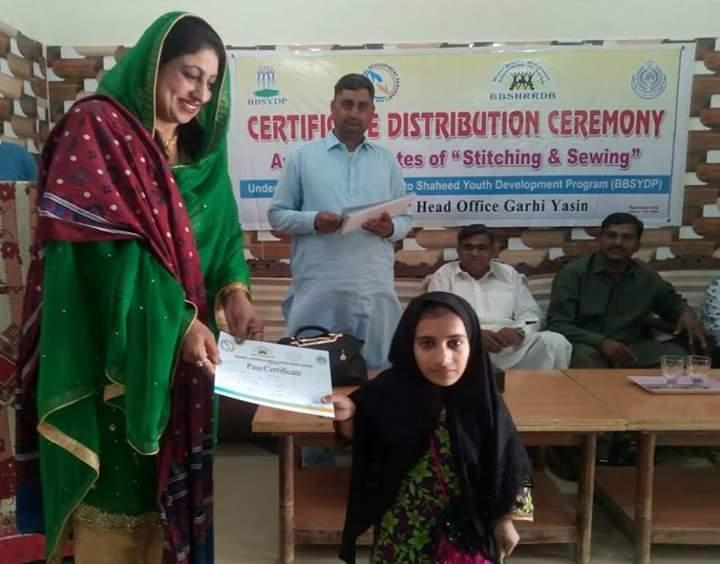 BBSYDP
BBSHRRDB
CERTIFIC E DISTRIBUTION CEREMONY
A tes of "Stitching & Sewing"
Under to Shaheed Youth Development Program (BBSYDP)
Head Office Garhi Yasin
Pass Certificate